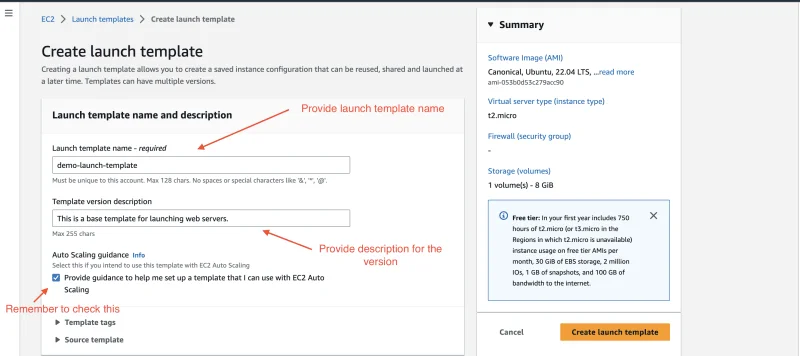 EC2 > Launch templates > Create launch template
Create launch template
Creating a launch template allows you to create a saved instance configuration that can be reused, shared and launched at
a later time. Templates can have multiple versions.
Launch template name and description
Provide launch template name
Launch template name - required
demo-launch-template
Must be unique to this account. Max 128 chars. No spaces or special characters like '&', '*', '@'.
Template version description
This is a base template for launching web servers.
Max 255 chars
Provide description for the
version
Auto Scaling guidance Info
Select this if you intend to use this template with EC2 Auto Scaling
Provide guidance to help me set up a template that I can use with EC2 Auto
Scaling
Remember to check this
Template tags
Source template
Summary
Software Image (AMI)
Canonical, Ubuntu, 22.04 LTS, ...read more
ami-053b0d53c279acc90
Virtual server type (instance type)
t2.micro
Firewall (security group)
-
Storage (volumes)
1 volume(s) - 8 GiB
Free tier: In your first year includes 750
hours of t2.micro (or t3.micro in the
Regions in which t2.micro is unavailable)
instance usage on free tier AMIs per
month, 30 GiB of EBS storage, 2 million
IOs, 1 GB of snapshots, and 100 GB of
bandwidth to the internet.
Cancel
Create launch template